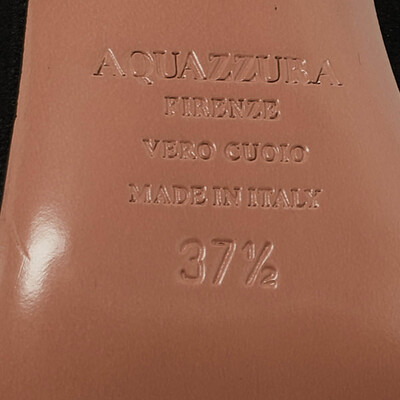 AQUAZZURA
FIRENZE
VERO CUOIO
MADE IN ITALY
37½